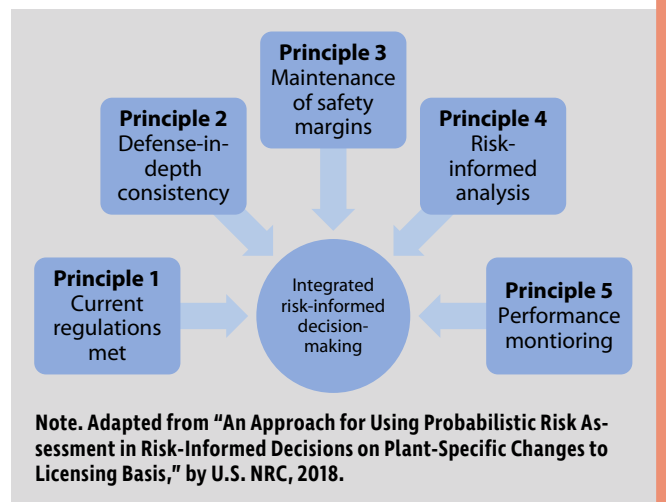 Principle 1
Current
regulations
met
Principle 2
Defense-in-
depth
consistency
Principle 3
Maintenance
of safety
margins
Principle 4
Risk-
informed
analysis
Principle 5
Performance
montioring
Integrated
risk-informed
decision-
making
Note. Adapted from “An Approach for Using Probabilistic Risk As-
sessment in Risk-Informed Decisions on Plant-Specific Changes to
Licensing Basis,” by U.S. NRC, 2018.